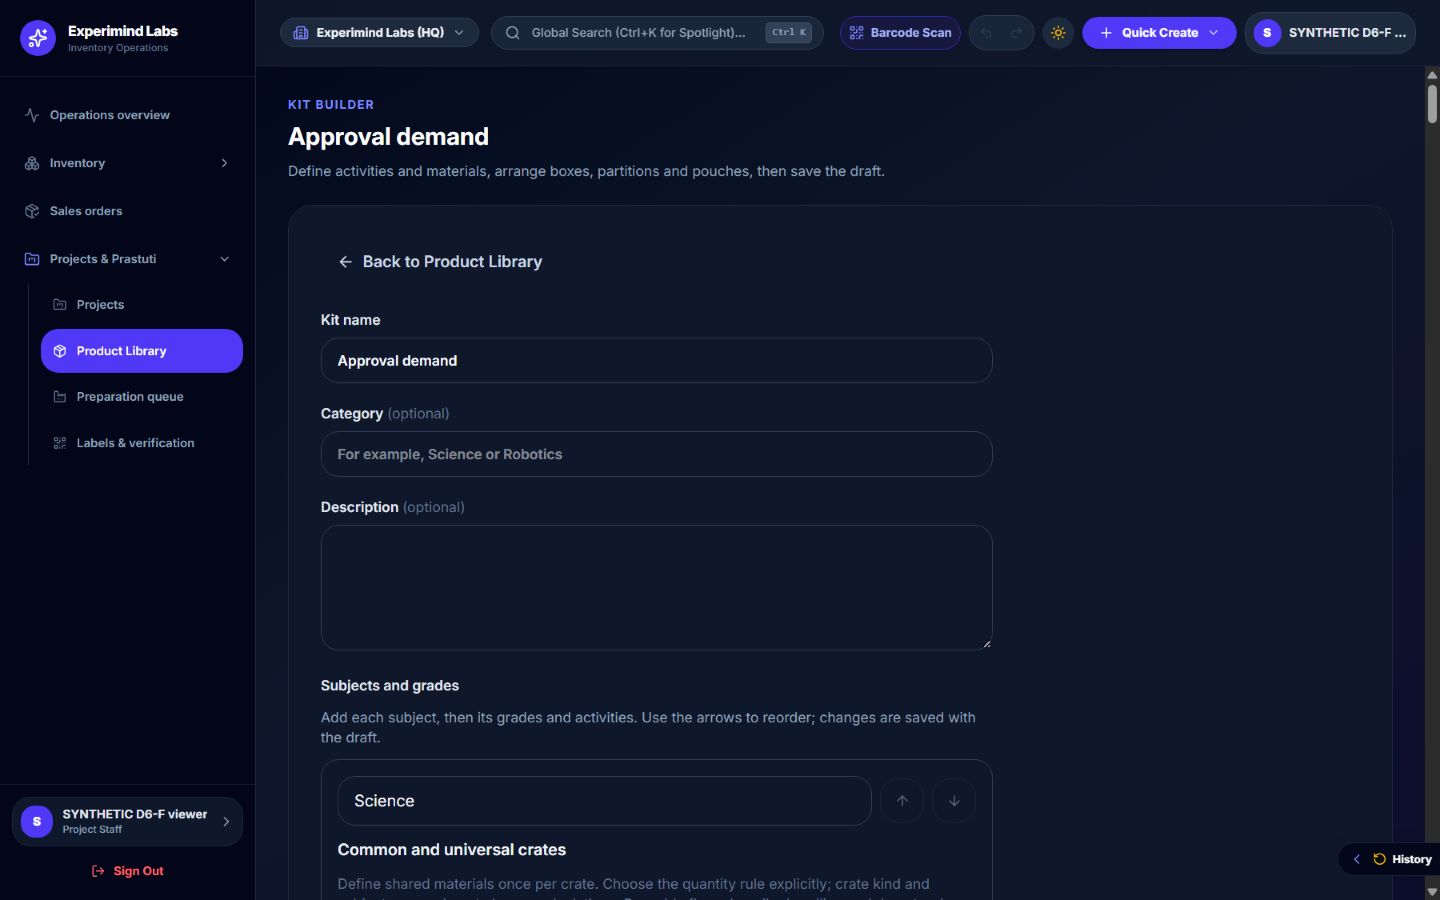 Experimind Labs
Inventory Operations
Operations overview
Inventory
Sales orders
Projects & Prastuti
Projects
Product Library
Preparation queue
Labels & verification
S
SYNTHETIC D6-F viewer
Project Staff
Sign Out
Experimind Labs (HQ)
Global Search (Ctrl+K for Spotlight)...
Ctrl K
Barcode Scan
Quick Create
S
SYNTHETIC D6-F ...
KIT BUILDER
Approval demand
Define activities and materials, arrange boxes, partitions and pouches, then save the draft.
Back to Product Library
Kit name
Approval demand
Category (optional)
For example, Science or Robotics
Description (optional)
Subjects and grades
Add each subject, then its grades and activities. Use the arrows to reorder; changes are saved with
the draft.
Science
Common and universal crates
Define shared materials once per crate. Choose the quantity rule explicitly; crate kind and
History